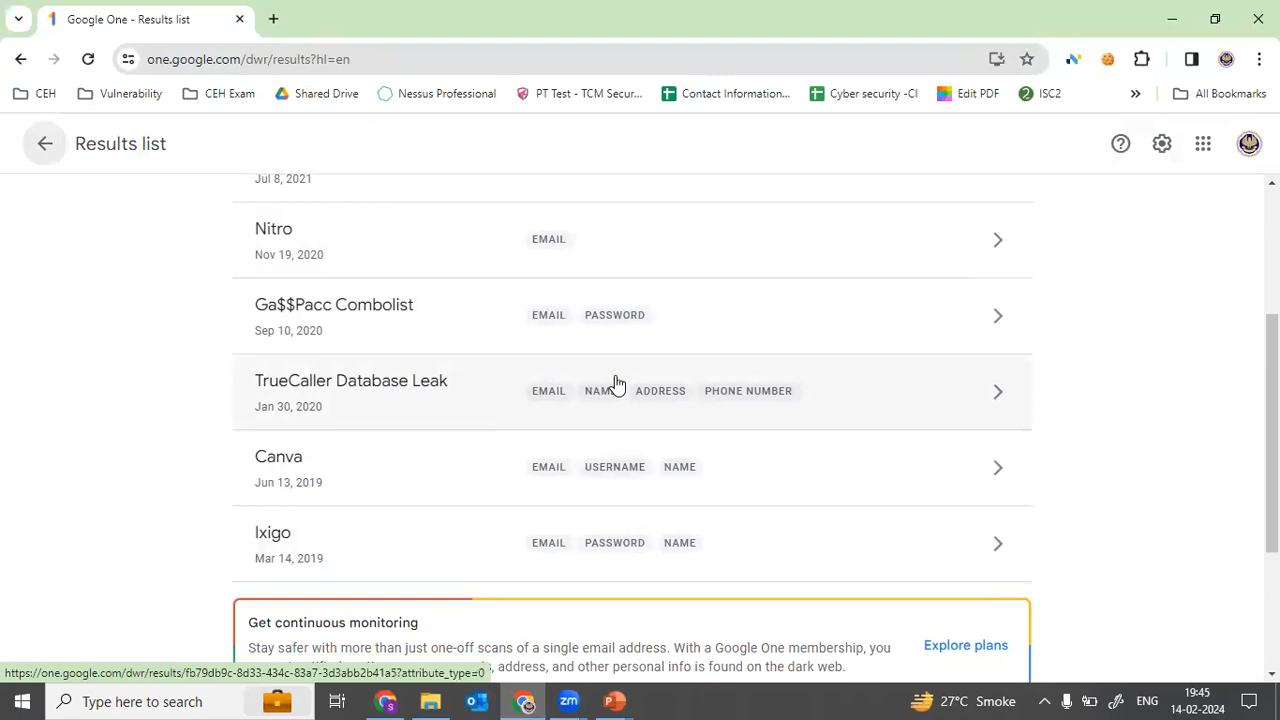 Google One - Results list
one.google.com/dwr/results?hl=en
CEH
Vulnerability
CEH Exam
Shared Drive
Nessus Professional
PT Test - TCM Secur...
Contact Information...
Cyber security -CI
Edit PDF
ISC2
All Bookmarks
Results list
Jul 8, 2021
Nitro
EMAIL
Nov 19, 2020
Ga$$Pacc Combolist
EMAIL PASSWORD
Sep 10, 2020
TrueCaller Database Leak
EMAIL NAME ADDRESS PHONE NUMBER
Jan 30, 2020
Canva
EMAIL USERNAME NAME
Jun 13, 2019
Ixigo
EMAIL PASSWORD NAME
Mar 14, 2019
Get continuous monitoring
Stay safer with more than just one-off scans of a single email address. With a Google One membership, you
Explore plans
address, and other personal info is found on the dark web.
https://one.google.com/dwr/results/fb79db9c-8d33-434c-83a7-3d3abb2b41a5?attribute_type=0
Type here to search
27°C Smoke
ENG
19:45
14-02-2024